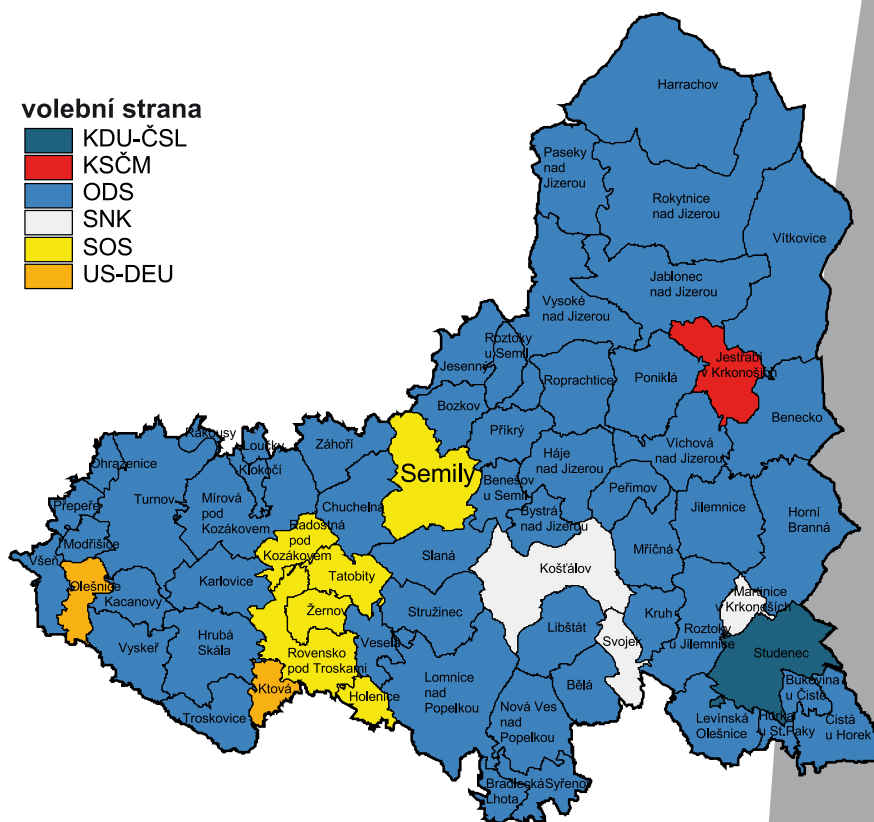 volební strana
KDU-ČSL
KSČM
ODS
SNK
SOS
US-DEU
Harrachov
Paseky
nad
Jizerou
Rokytnice
nad Jizerou
Vítkovice
Jablonec
nad Jizerou
Vysoké
nad Jizerou
Roztoky
u Semil
Jesenný
Jestřabí
v Krkonoších
Roprachtice
Poniklá
Bozkov
Benecko
Příkrý
Víchová
nad Jizerou
Háje
nad Jizerou
Rakousy
Loučky
Záhoří
Klokočí
Ohrazenice
Semily
Benešov
u Semil
Peřimov
Jilemnice
Horní
Branná
Turnov
Mírová
pod
Kozákovem
Chuchelna
Přepeře
Bystrá
nad Jizerou
Radostná
pod
Kozákovem
Modřišice
Všeň
Slaná
Mříčná
Košťálov
Olešnice
Karlovice
Tatobity
Kacanovy
Martinice
v Krkonoších
Žernov
Stružinec
Kruh
Libštát
Svojek
Roztoky
u Jilemnice
Vyskeř
Hrubá
Skála
Veselá
Rovensko
pod Troskami
Studenec
Lomnice
nad
Popelkou
Bělá
Bukovina
u Čisté
Ktová
Holenice
Nová Ves
nad
Popelkou
Troskovice
Levínská
Olešnice
Horka
u St.Paky
Čistá
u Horek
Bradlecká
Lhota
Syřenov